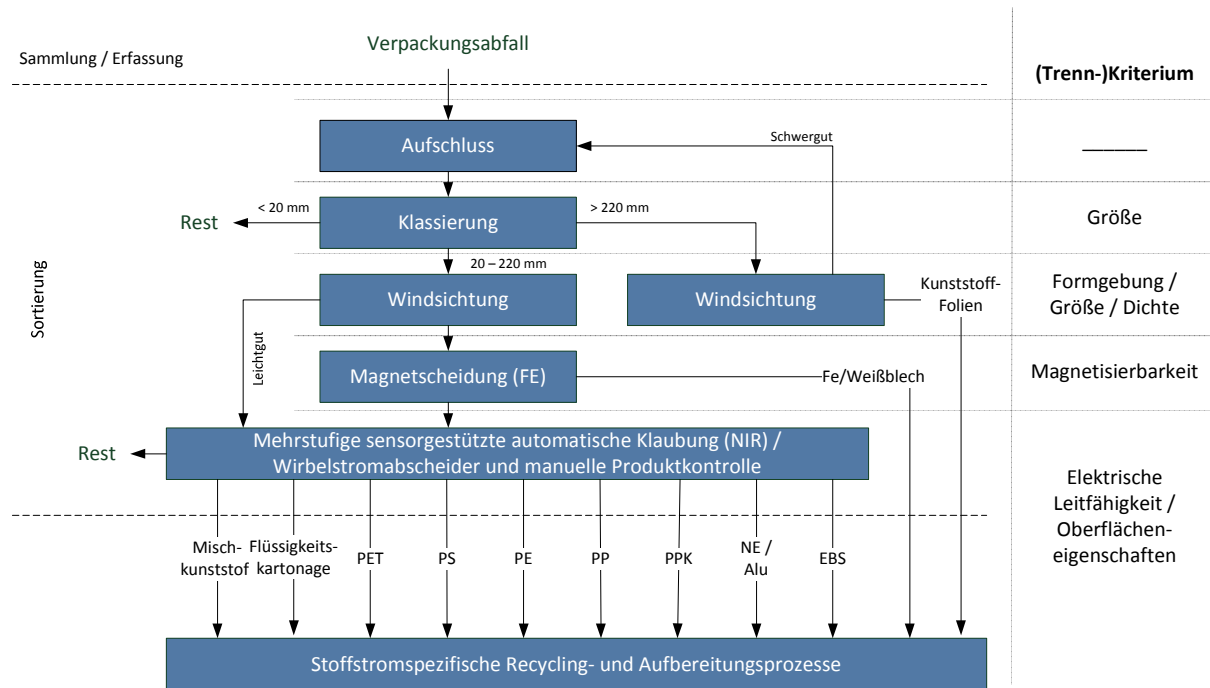 Verpackungsabfall
Sammlung / Erfassung
(Trenn-)Kriterium
Schwergut
Aufschluss
______
< 20 mm
> 220 mm
Rest
Klassierung
Größe
20 – 220 mm
Sortierung
Windsichtung
Windsichtung
Kunststoff-
Folien
Formgebung /
Größe / Dichte
Leichtgut
Magnetscheidung (FE)
Fe/Weißblech
Magnetisierbarkeit
Rest
Mehrstufige sensorgestützte automatische Klaubung (NIR) /
Wirbelstromabscheider und manuelle Produktkontrolle
Elektrische
Leitfähigkeit /
Oberflächen-
eigenschaften
Misch-
kunststof
Flüssigkeits-
kartonage
PET
PS
PE
PP
PPK
NE /
Alu
EBS
Stoffstromspezifische Recycling- und Aufbereitungsprozesse